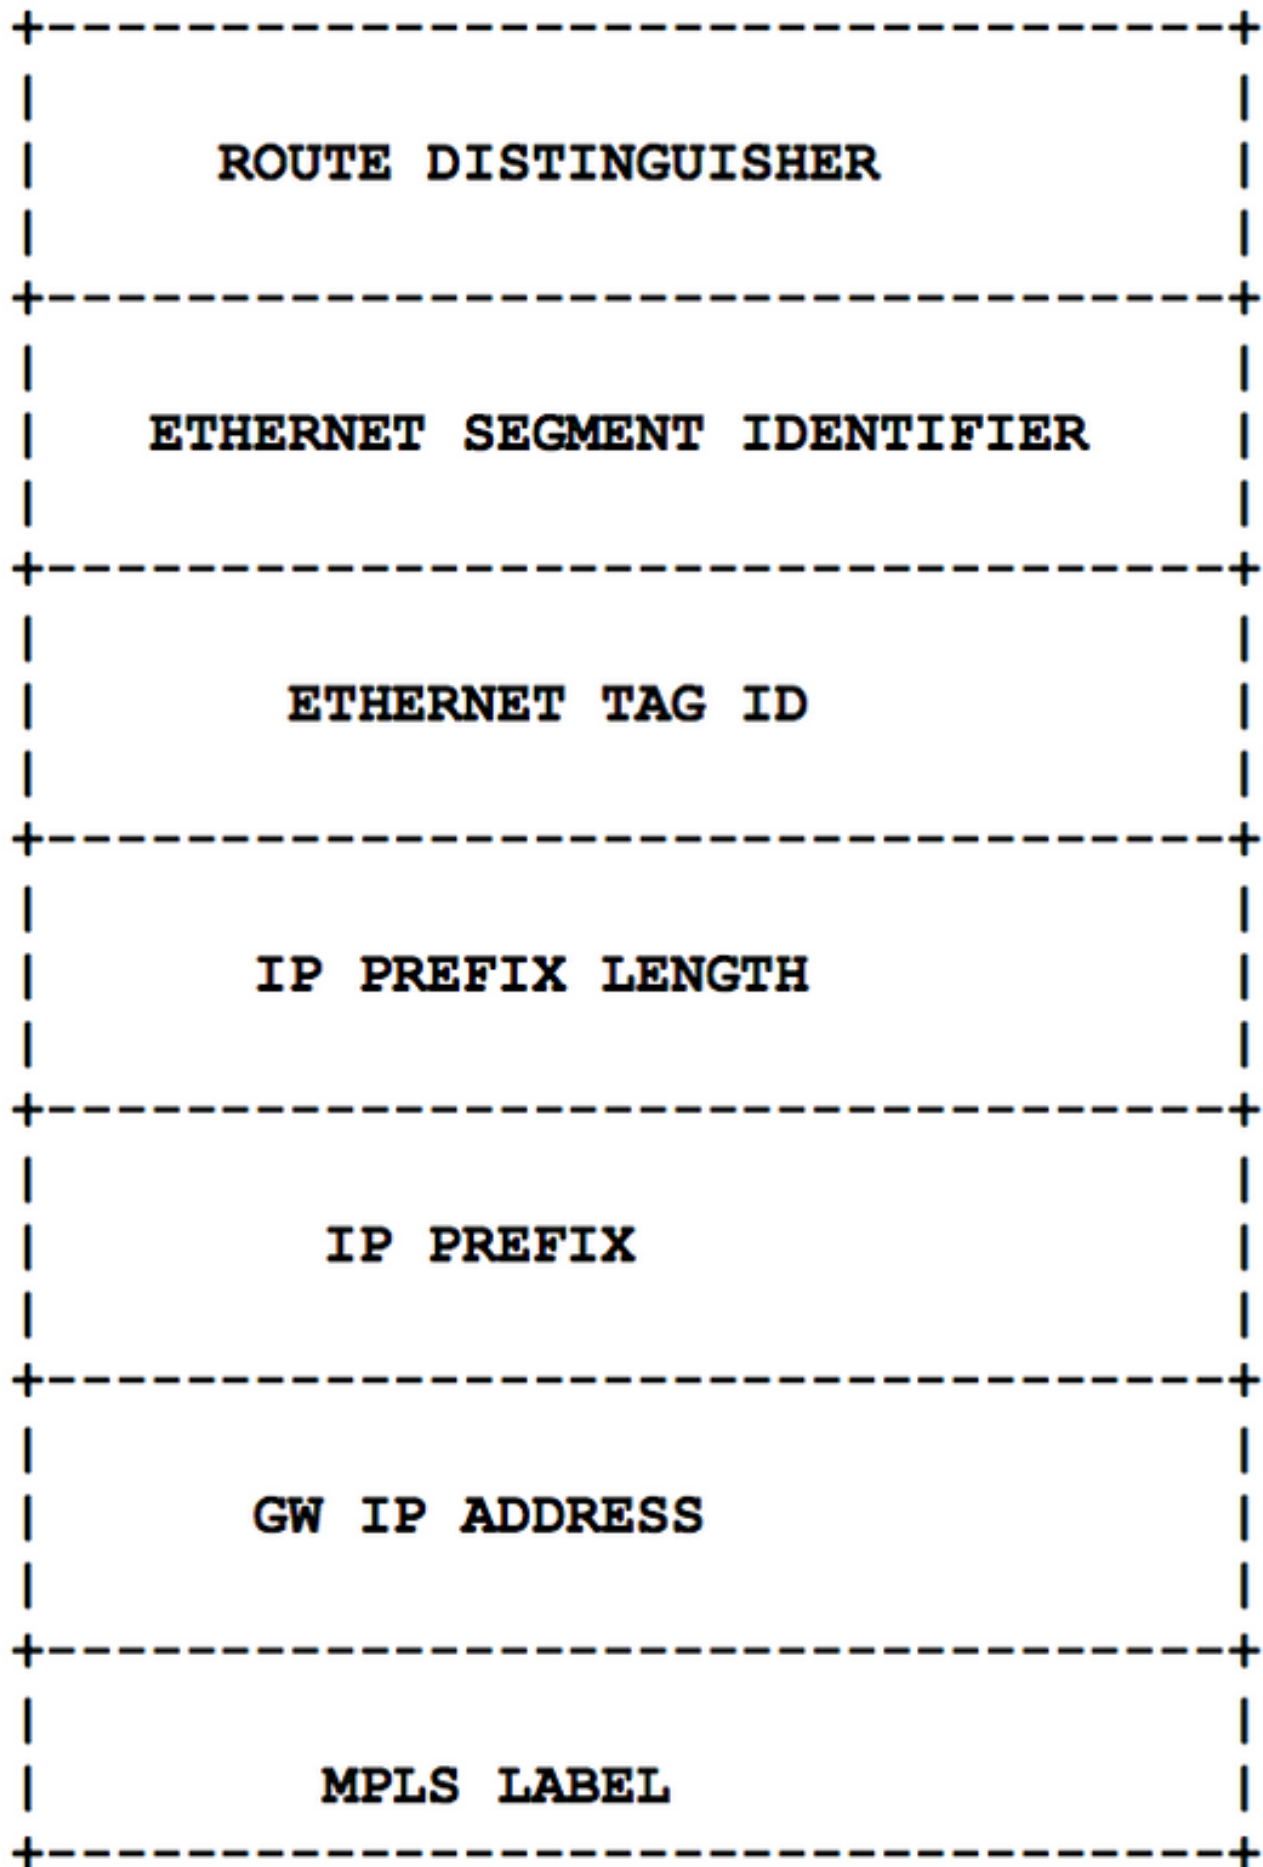 ROUTE DISTINGUISHER
ETHERNET SEGMENT IDENTIFIER
ETHERNET TAG ID
IP PREFIX LENGTH
IP PREFIX
GW IP ADDRESS
MPLS LABEL